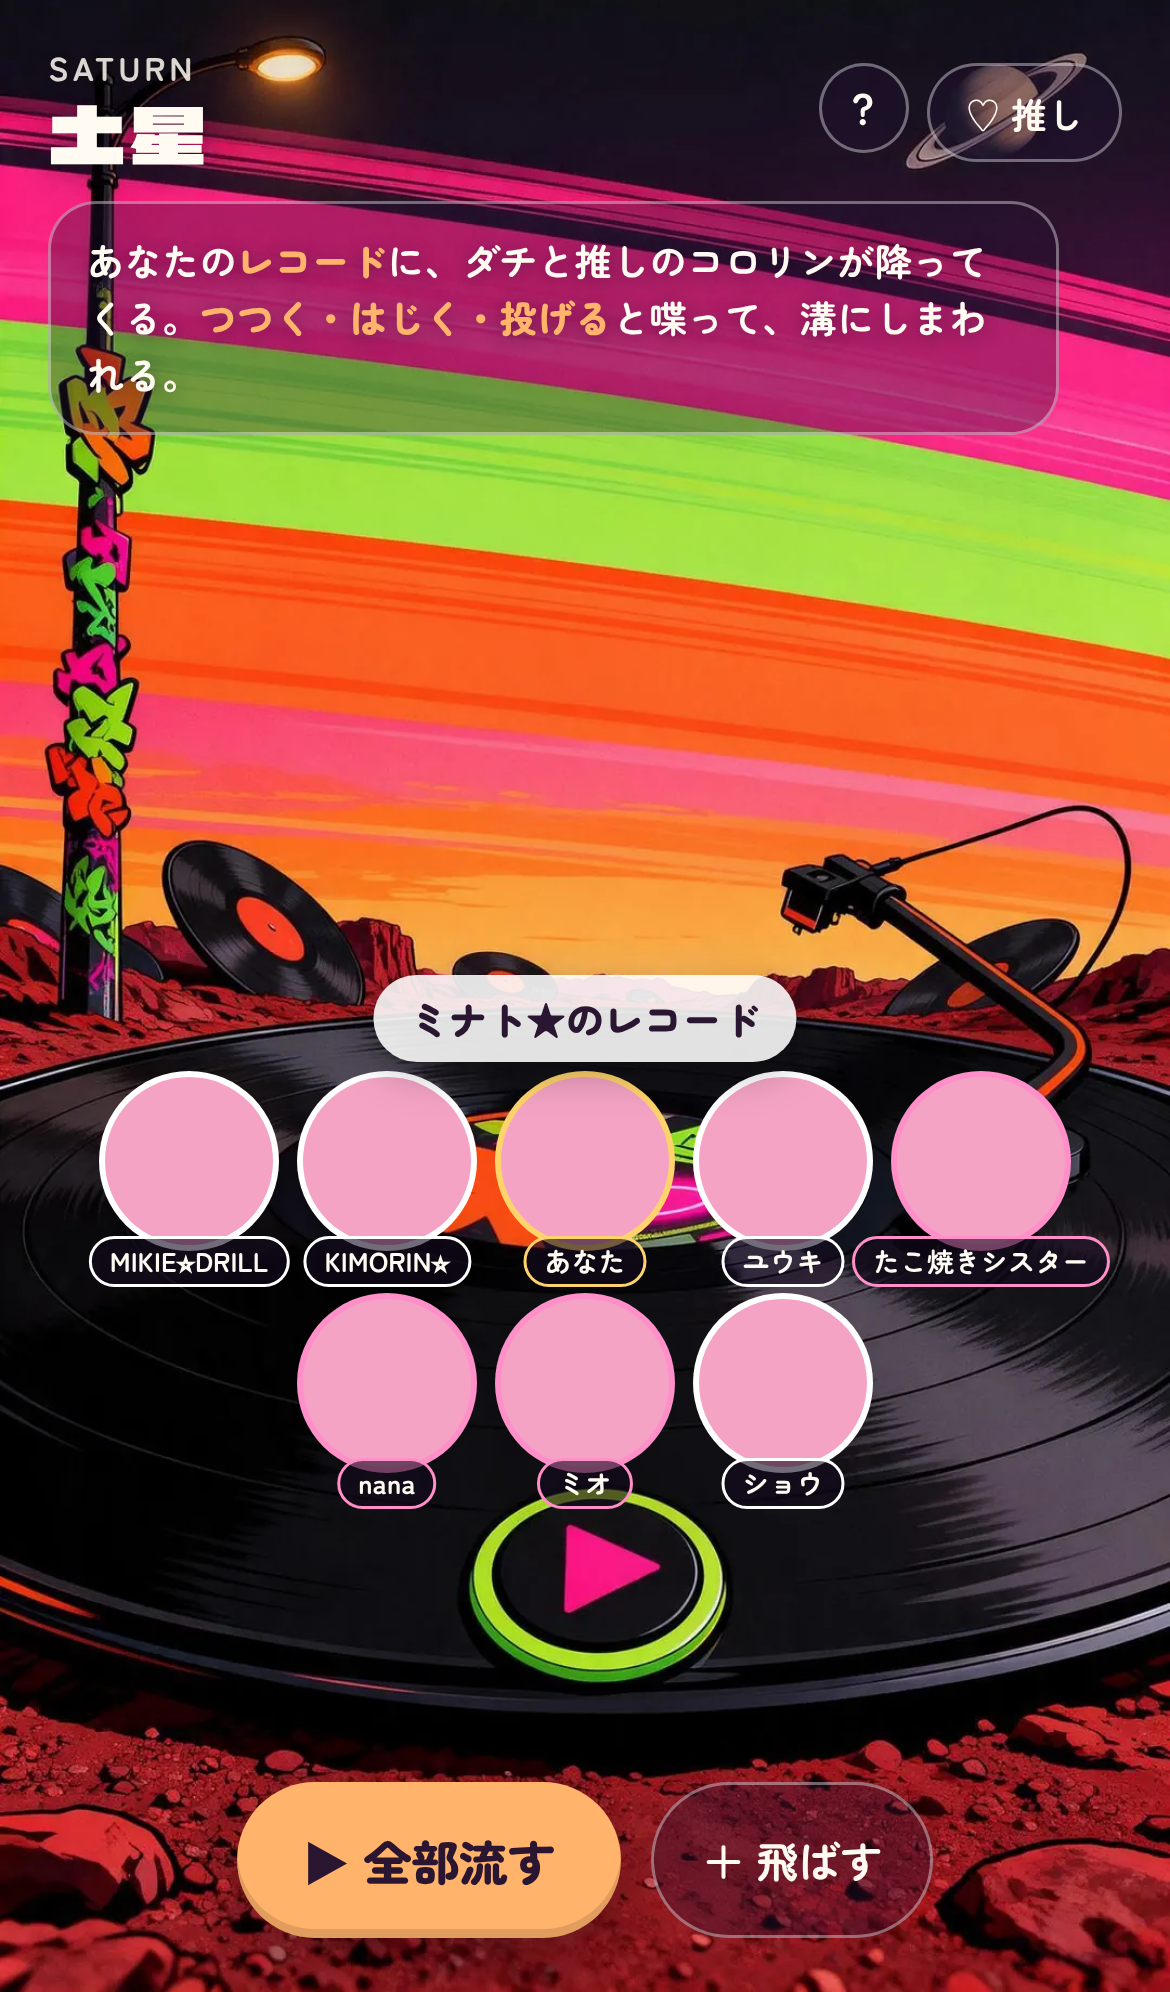 SATURN
土星
?
♡ 推し
あなたのレコードに、ダチと推しのコロリンが降って
くる。つつく・はじく・投げると喋って、溝にしまわ
れる。
ミナト★のレコード
MIKIE★DRILL
KIMORIN★
あなた
ユウキ
たこ焼きシスター
nana
ミオ
ショウ
▶ 全部流す
＋ 飛ばす